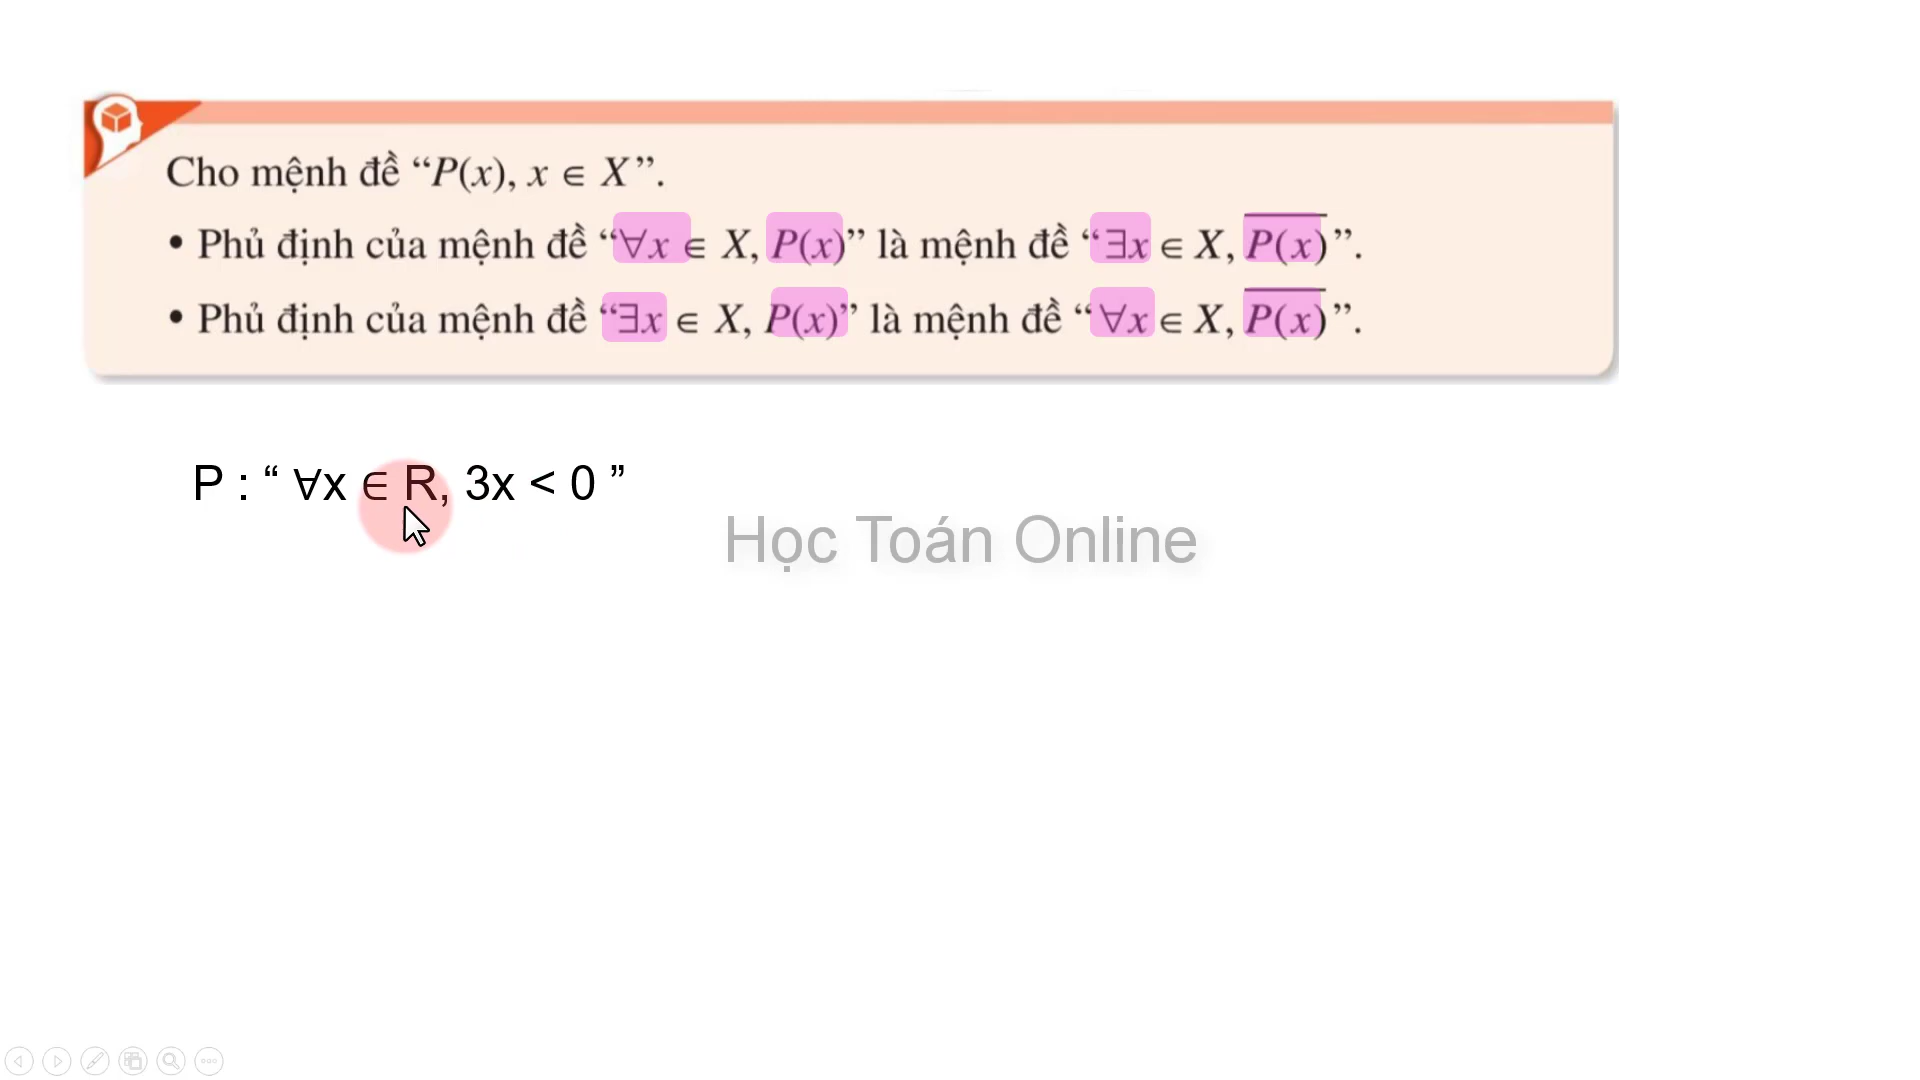 Cho mệnh đề “P(x), x ∈ X”.
• Phủ định của mệnh đề “∀x ∈ X, P(x)” là mệnh đề “∃x ∈ X, P̅(̅x̅)̅”.
• Phủ định của mệnh đề “∃x ∈ X, P(x)” là mệnh đề “∀x ∈ X, P̅(̅x̅)̅”.
P : “ ∀x ∈ R, 3x < 0 ”
Học Toán Online